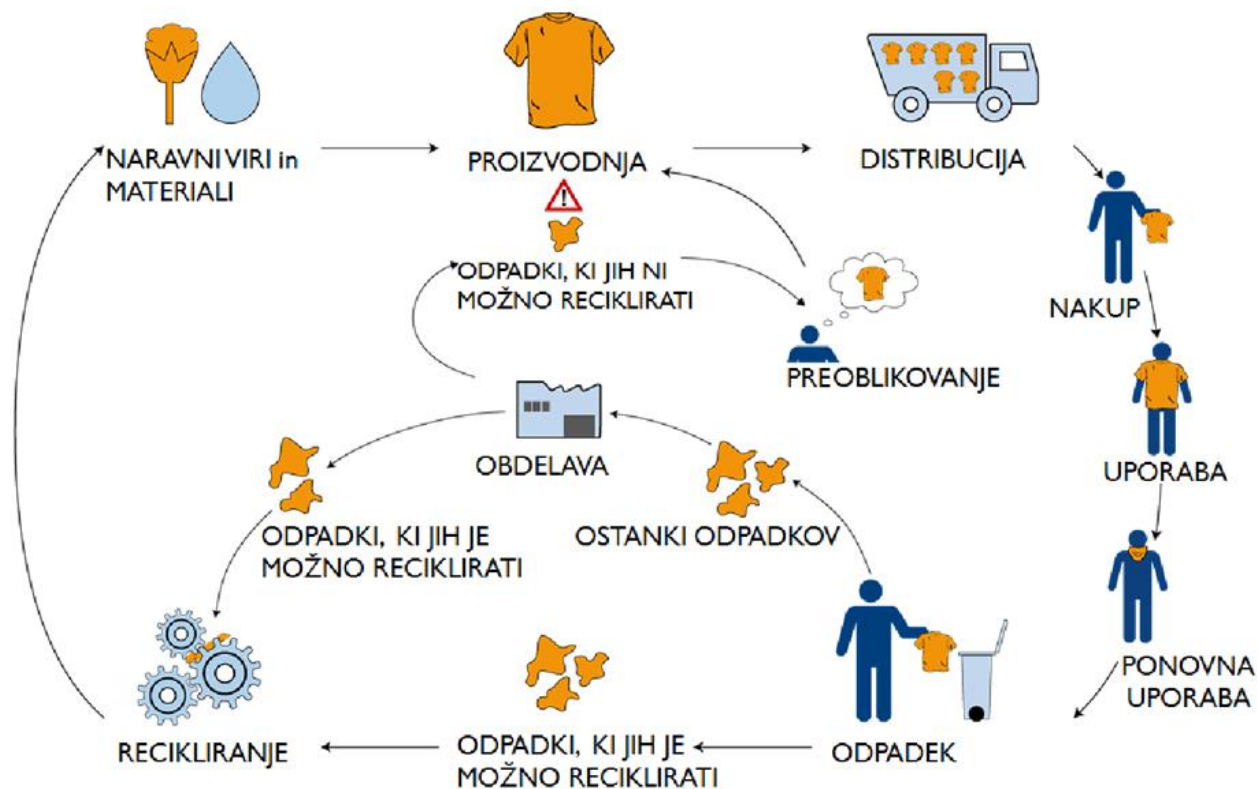 NARAVNI VIRI in
MATERIALI
PROIZVODNJA
DISTRIBUCIJA
!
ODPADKI, KI JIH NI
MOŽNO RECIKLIRATI
PREOBLIKOVANJE
NAKUP
UPORABA
PONOVNA
UPORABA
OBDELAVA
ODPADKI, KI JIH JE
MOŽNO RECIKLIRATI
OSTANKI ODPADKOV
RECIKLIRANJE
ODPADKI, KI JIH JE
MOŽNO RECIKLIRATI
ODPADEK